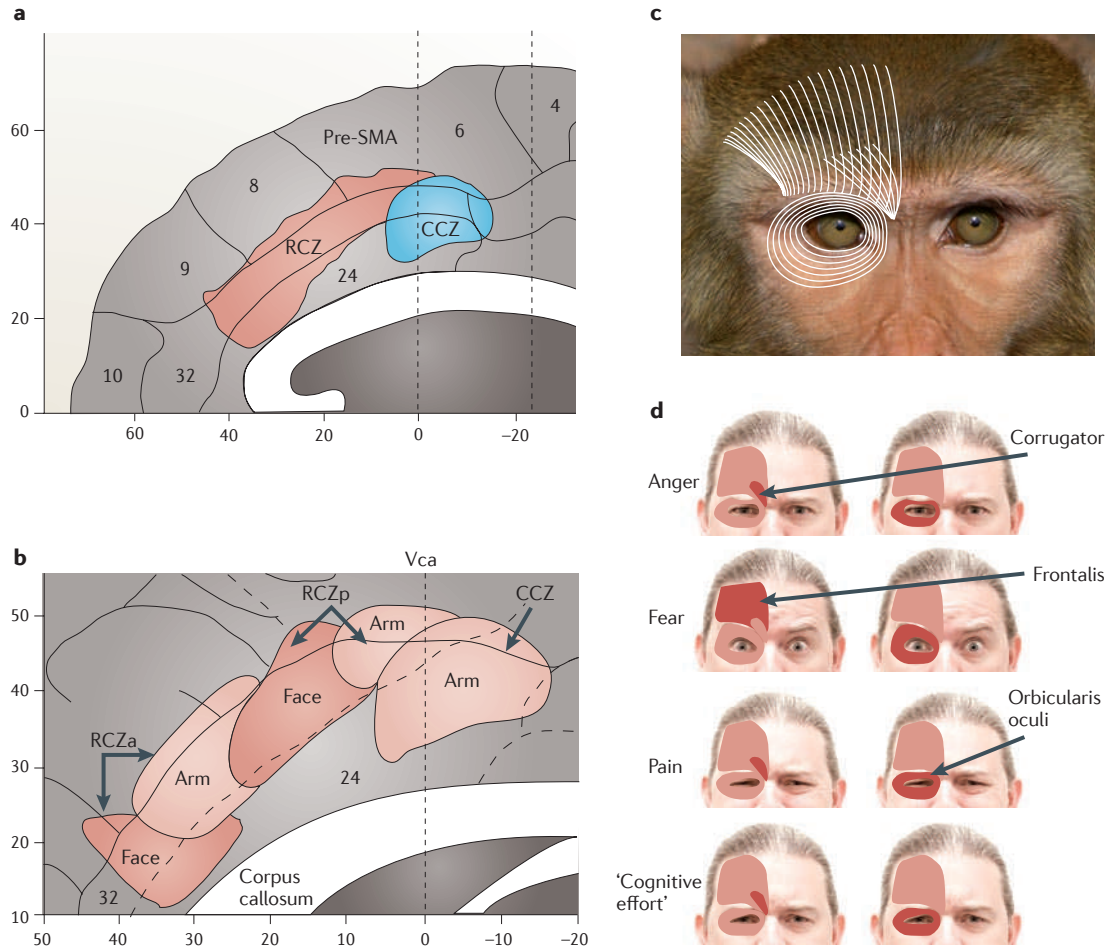 a
60
40
20
0
60
40
20
0
–20
Pre-SMA
6
4
8
9
10
32
RCZ
24
CCZ
b
Vca
50
40
30
20
10
50
40
30
20
10
0
–10
–20
RCZp
CCZ
Arm
Face
Arm
RCZa
Arm
24
Face
32
Corpus
callosum
c
d
Corrugator
Anger
Frontalis
Fear
Orbicularis
oculi
Pain
‘Cognitive
effort’